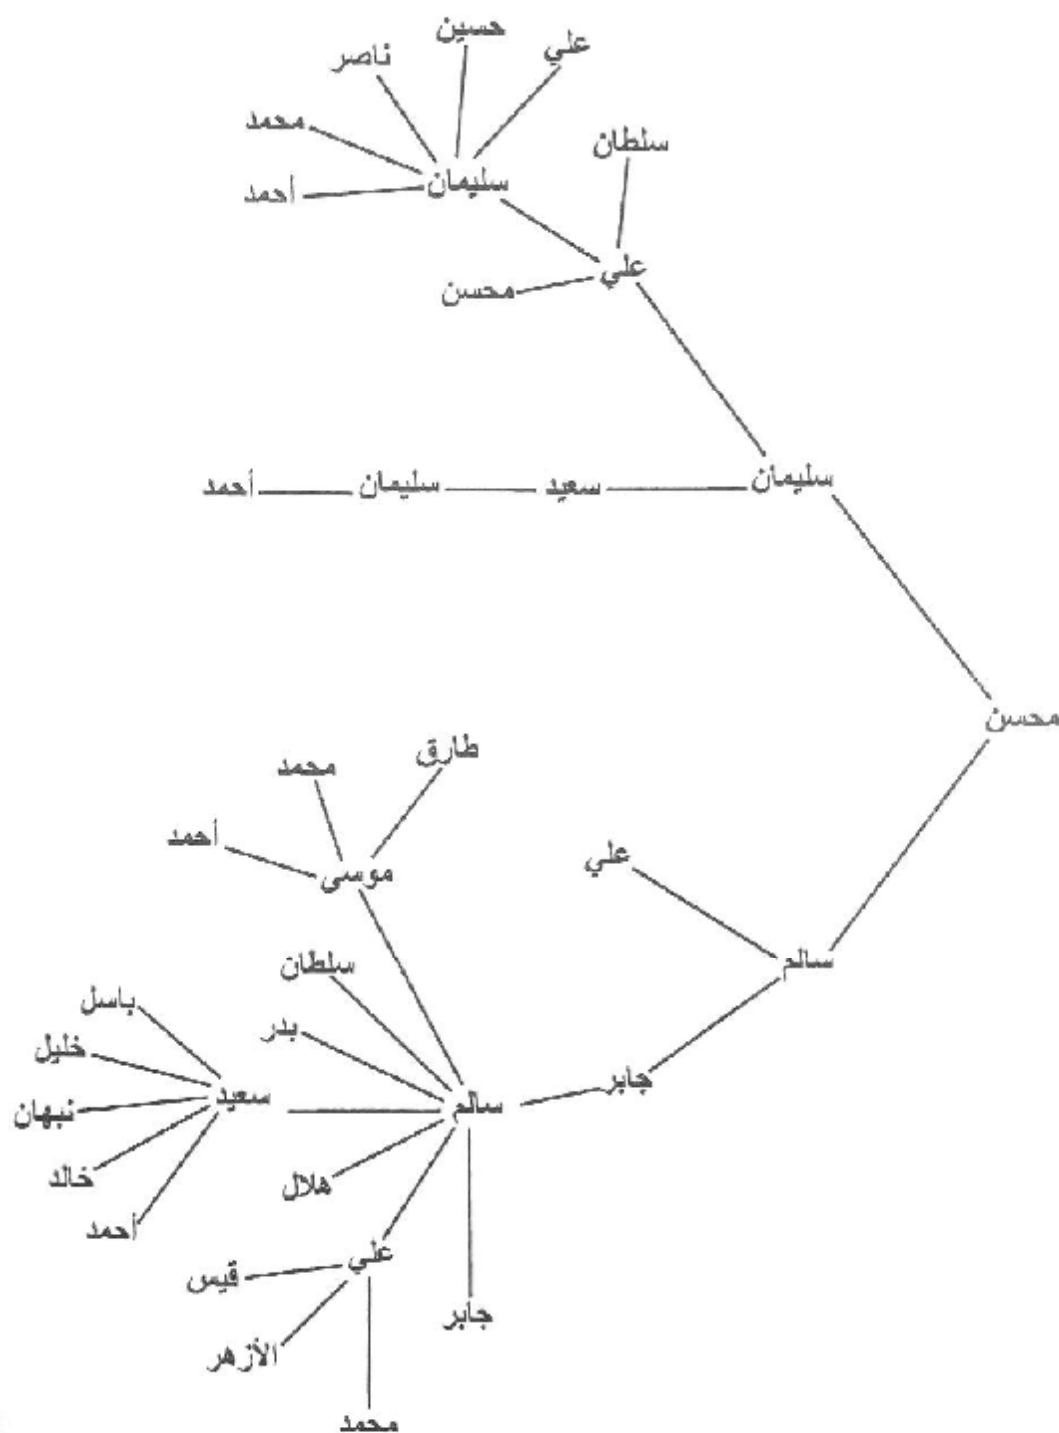 حسين
علي
ناصر
محمد
سلطان
سليمان
أحمد
علي
محسن
سليمان
سعيد
سليمان
أحمد
محسن
طارق
محمد
أحمد
علي
موسى
سالم
سلطان
باسل
بدر
خليل
جابر
سالم
سعيد
نبهان
خالد
هلال
أحمد
علي
قيس
جابر
الأزهر
محمد